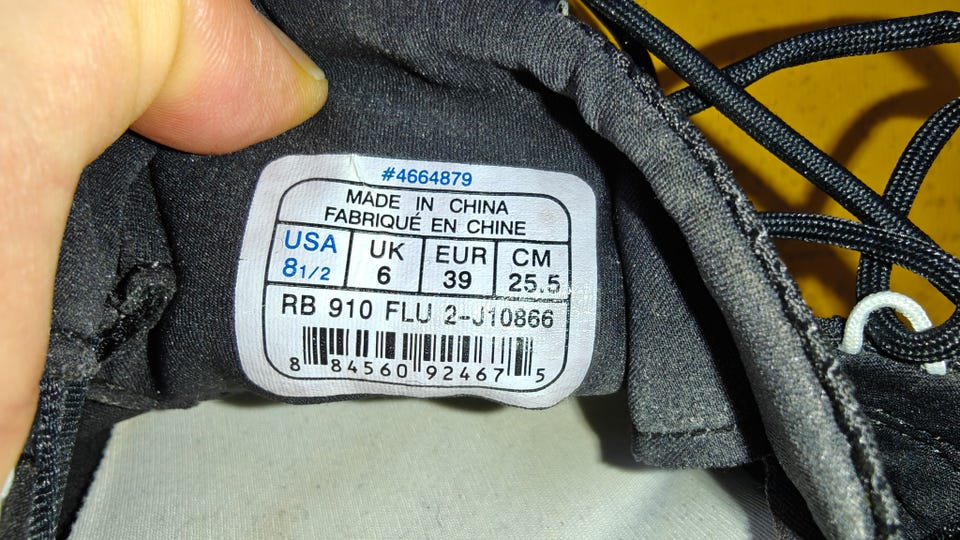 #4664879
MADE IN CHINA
FABRIQUÉ EN CHINE
USA UK EUR CM
8 1/2 6 39 25.5
RB 910 FLU 2-J10866
8 84560 92467 5